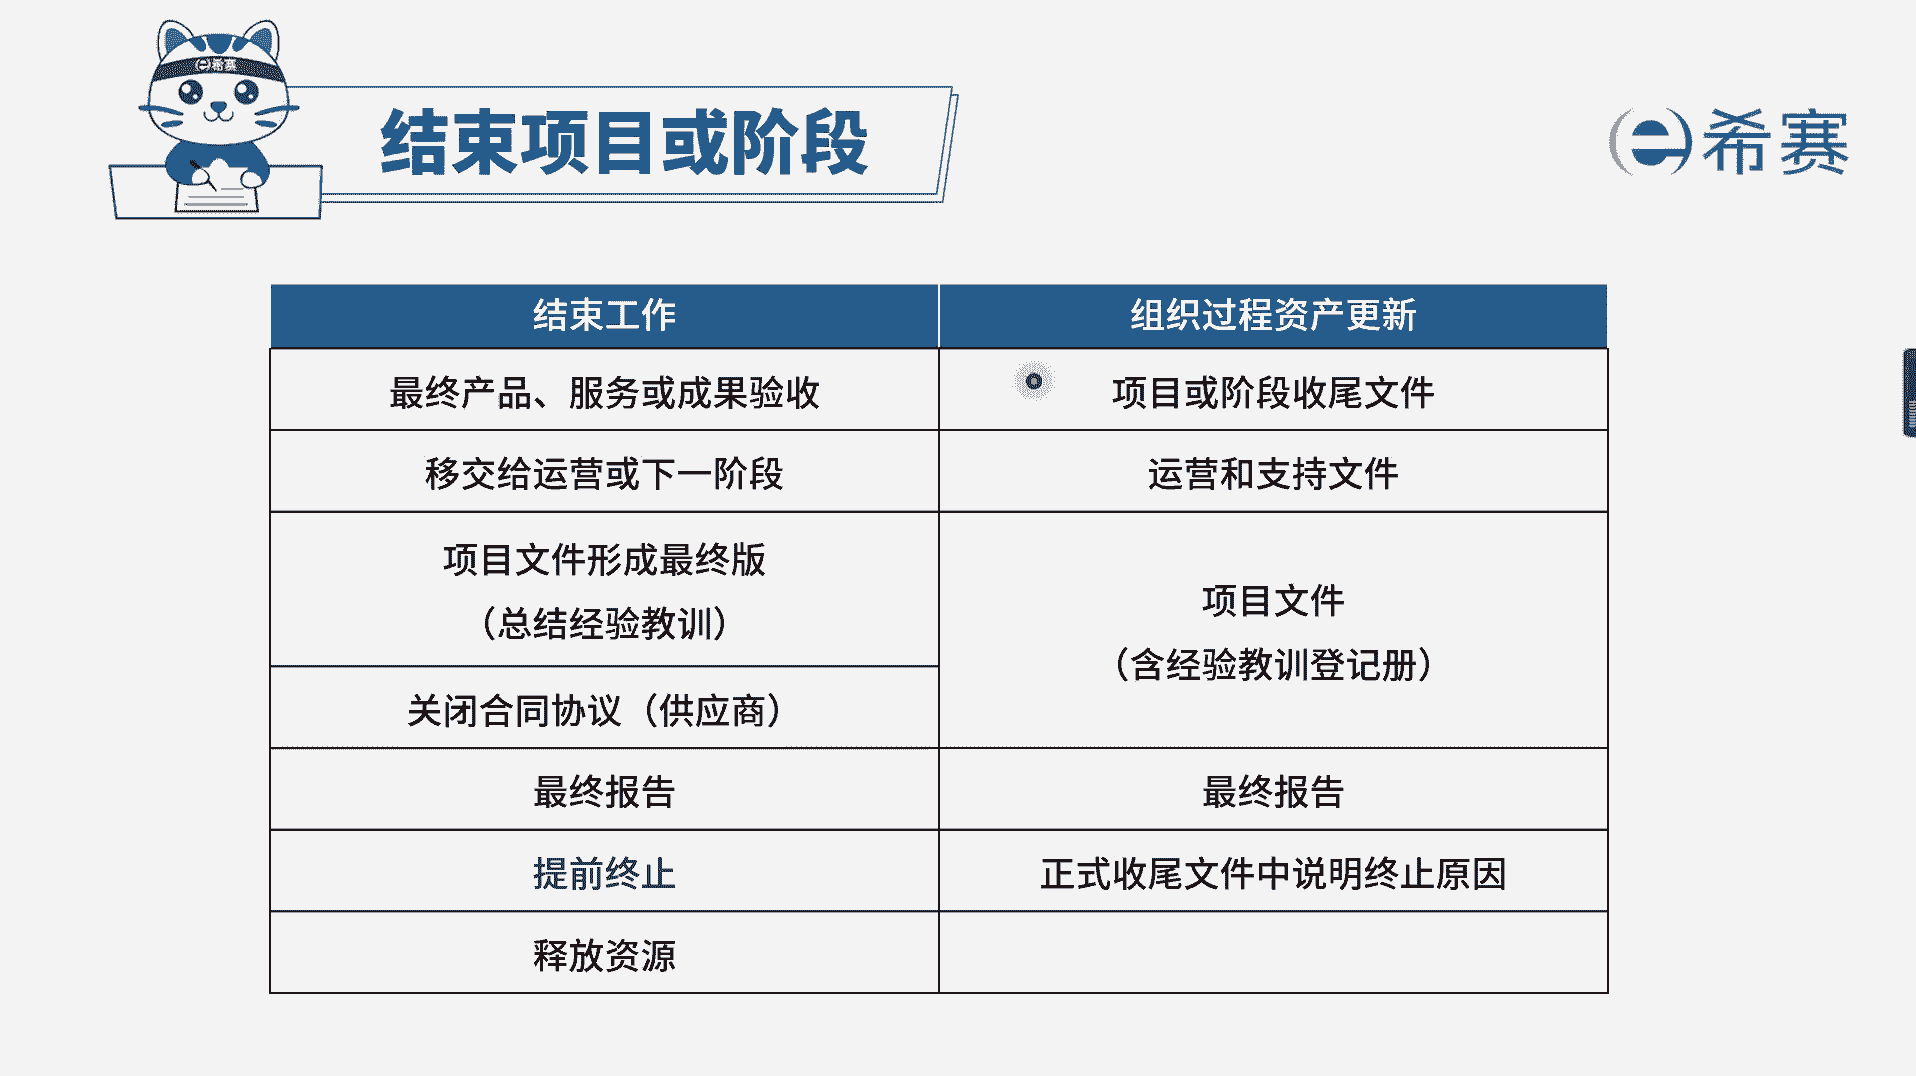 希赛
结束项目或阶段
希赛
结束工作
组织过程资产更新
最终产品、服务或成果验收
项目或阶段收尾文件
移交给运营或下一阶段
运营和支持文件
项目文件形成最终版
（总结经验教训）
项目文件
（含经验教训登记册）
关闭合同协议（供应商）
最终报告
最终报告
提前终止
正式收尾文件中说明终止原因
释放资源